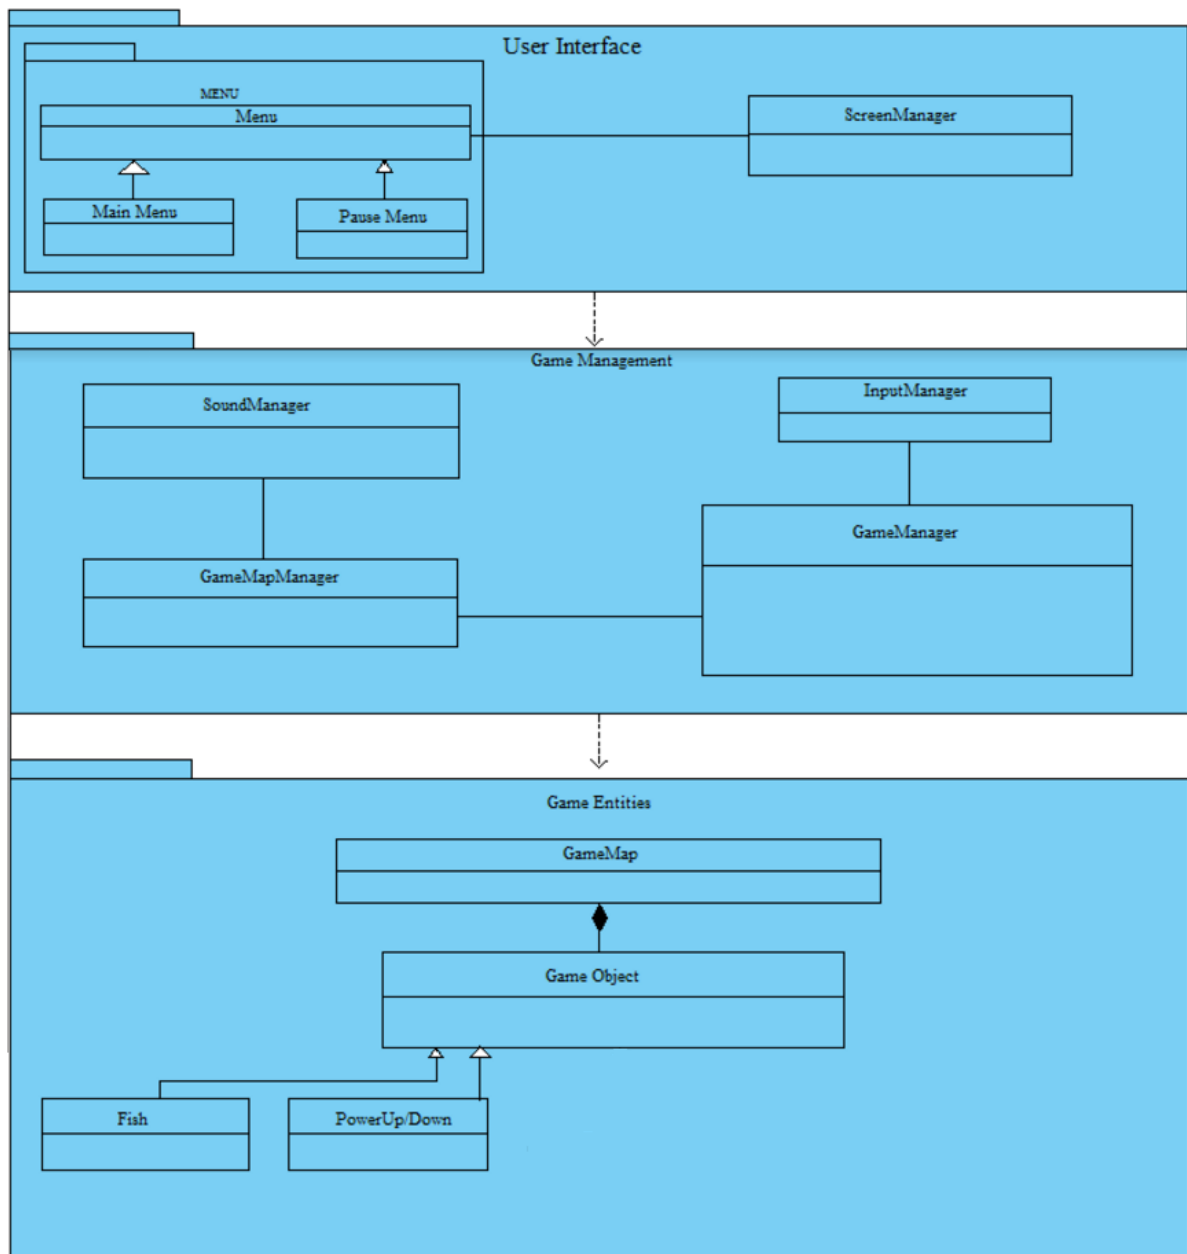 User Interface
MENU
Menu
ScreenManager
Main Menu
Pause Menu
Game Management
SoundManager
InputManager
GameManager
GameMapManager
Game Entities
GameMap
Game Object
Fish
PowerUp/Down